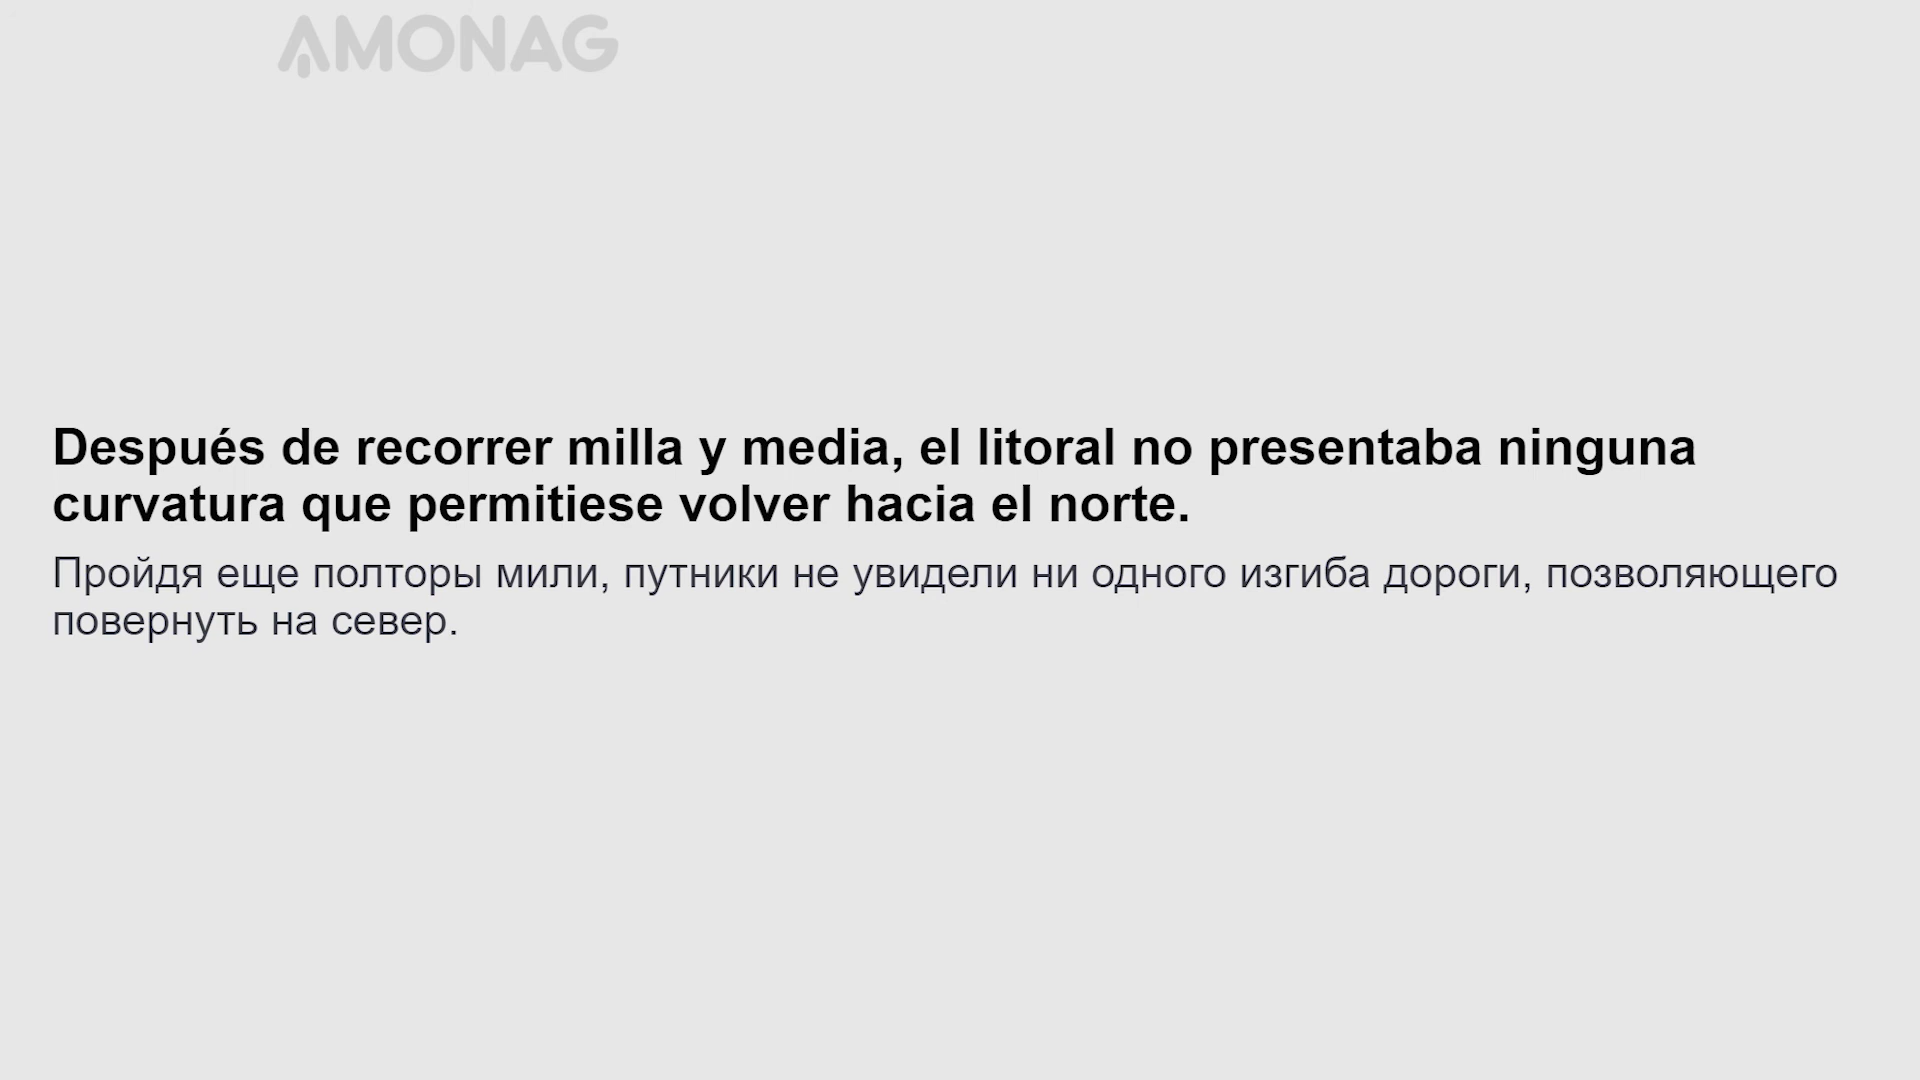 AMONAG
Después de recorrer milla y media, el litoral no presentaba ninguna
curvatura que permitiese volver hacia el norte.
Пройдя еще полторы мили, путники не увидели ни одного изгиба дороги, позволяющего
повернуть на север.